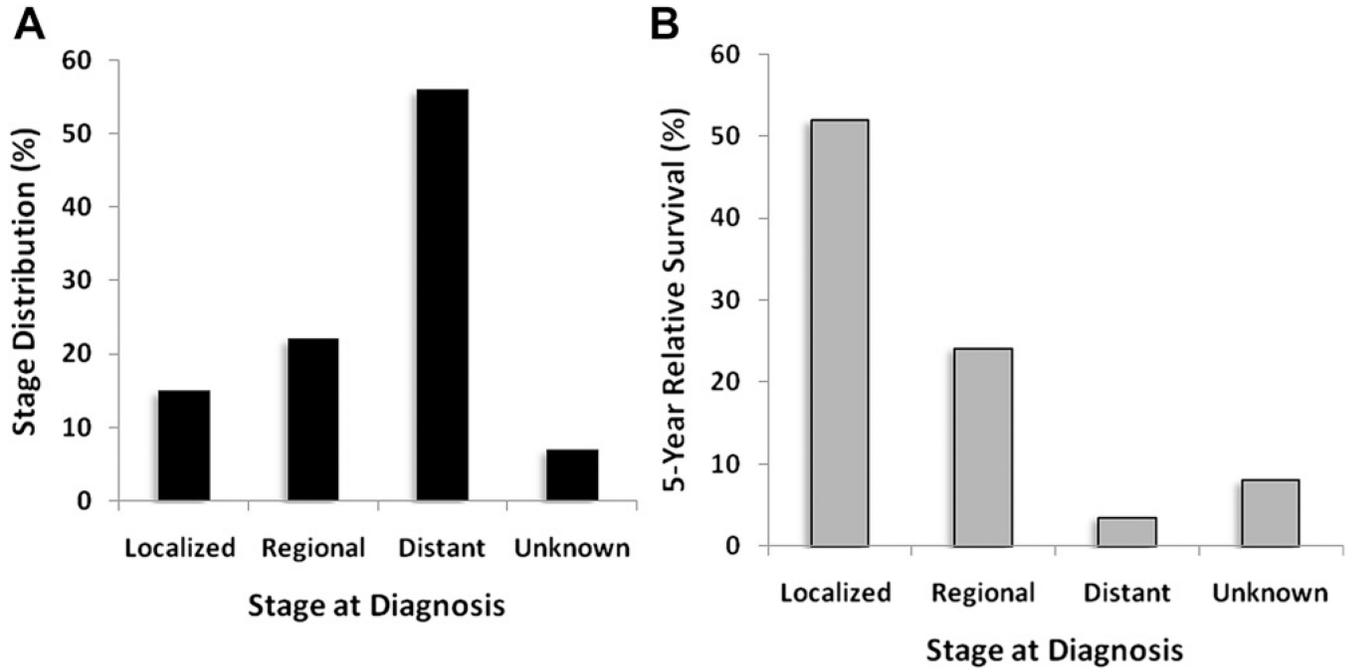 A
Stage Distribution (%)
60
50
40
30
20
10
0
Localized Regional Distant Unknown
Stage at Diagnosis
B
5-Year Relative Survival (%)
60
50
40
30
20
10
0
Localized Regional Distant Unknown
Stage at Diagnosis